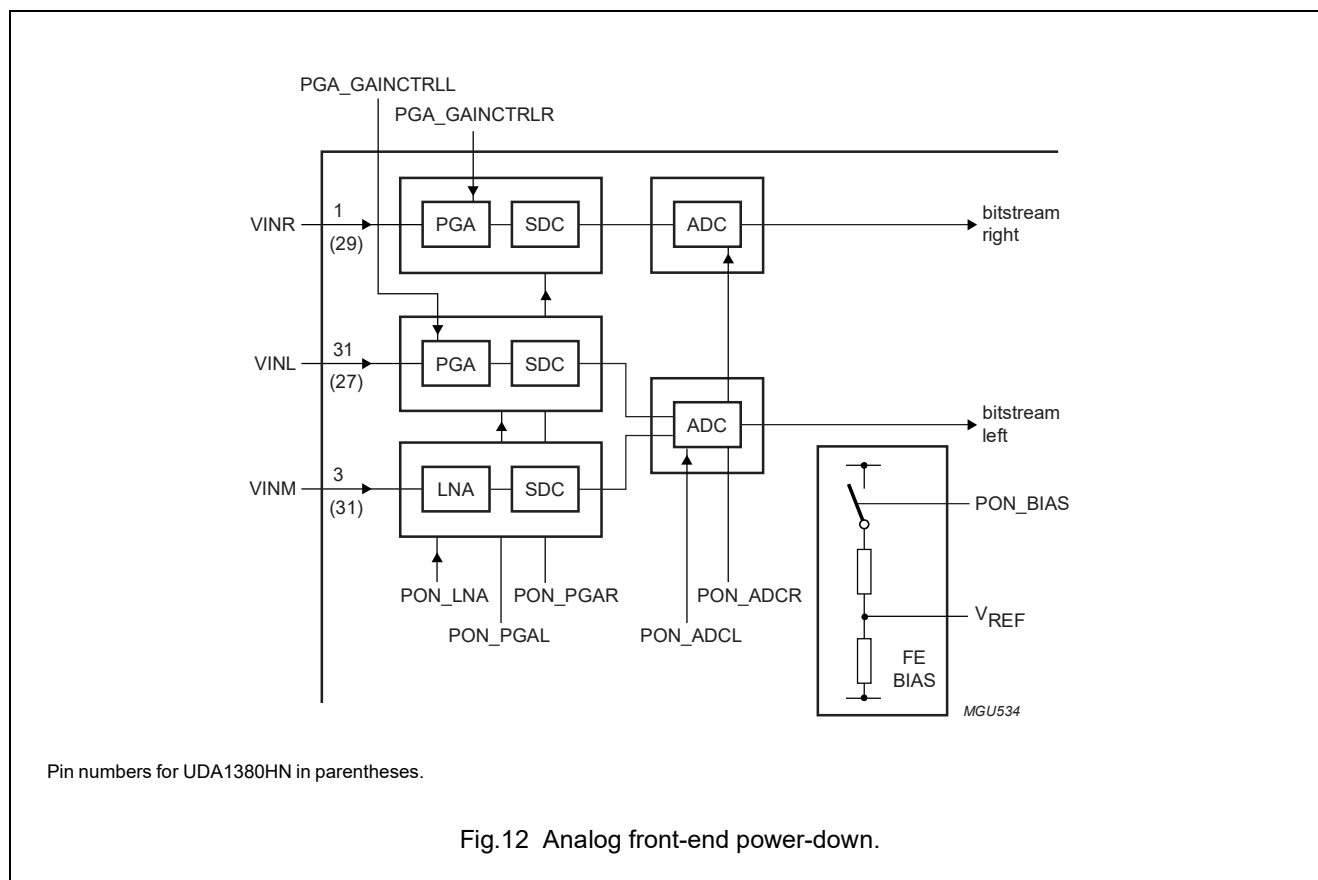 PGA_GAINCTRLL
PGA_GAINCTRLR
VINR
1
(29)
PGA
SDC
ADC
bitstream
right
VINL
31
(27)
PGA
SDC
ADC
bitstream
left
VINM
3
(31)
LNA
SDC
PON_BIAS
PON_LNA
PON_PGAR
PON_ADCR
PON_PGAL
PON_ADCL
VREF
FE
BIAS
MGU534
Pin numbers for UDA1380HN in parentheses.
Fig.12 Analog front-end power-down.